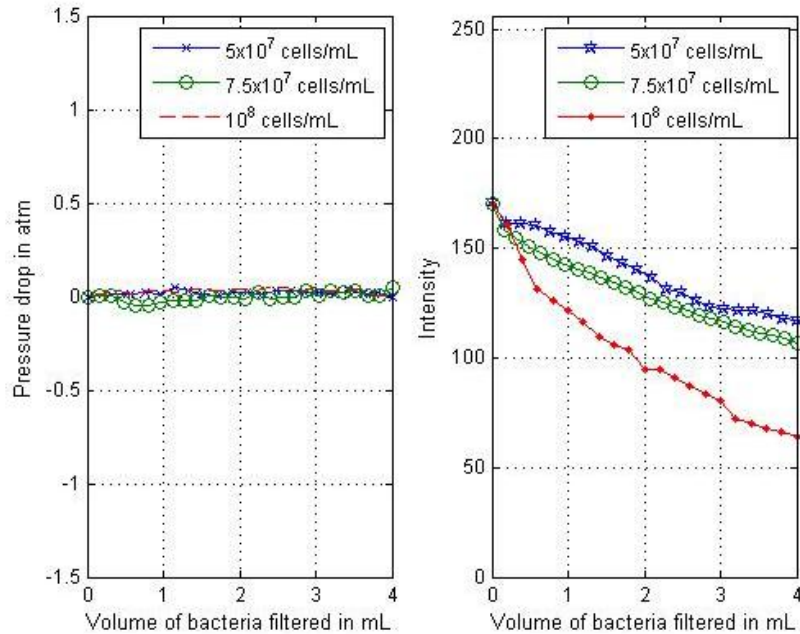 Pressure drop in atm
1.5
1
0.5
0
-0.5
-1
-1.5
5x10⁷ cells/mL
7.5x10⁷ cells/mL
10⁸ cells/mL
0 1 2 3 4
Volume of bacteria filtered in mL
Intensity
250
200
150
100
50
0
5x10⁷ cells/mL
7.5x10⁷ cells/mL
10⁸ cells/mL
0 1 2 3 4
Volume of bacteria filtered in mL